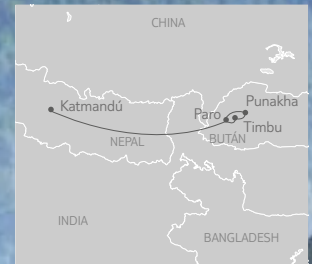 CHINA
Katmandú
Punakha
Paro
Timbu
NEPAL
BUTÁN
INDIA
BANGLADESH